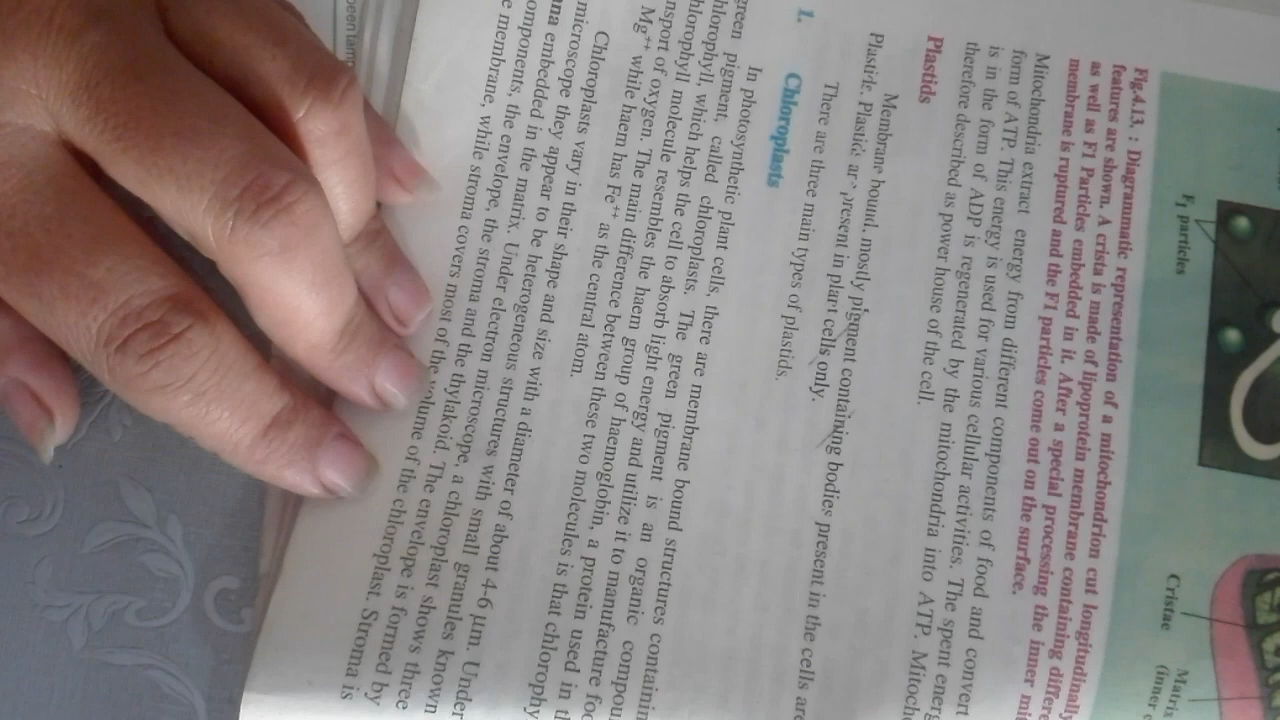 F1 particles
Cristae
Matrix
(inner
Fig.4.13. : Diagrammatic representation of a mitochondrion cut longitudinally
features are shown. A crista is made of lipoprotein membrane containing
as well as F1 Particles embedded in it. After a special processing the inner
membrane is ruptured and the F1 particles come out on the surface.
Mitochondria extract energy from different components of food and convert
form of ATP. This energy is used for various cellular activities. The spent
is in the form of ADP is regenerated by the mitochondria into ATP.
therefore described as power house of the cell.
Plastids
Membrane bound, mostly pigment containing bodies present in the cells are
Plastids. Plastids are present in plant cells only.
There are three main types of plastids.
1. Chloroplasts
In photosynthetic plant cells, there are membrane bound structures
green pigment, called chloroplasts. The green pigment is an organic
chlorophyll, which helps the cell to absorb light energy and utilize it to manufacture
chlorophyll molecule resembles the haem group of haemoglobin, a protein used in
of oxygen. The main difference between these two molecules is that
Mg++ while haem has Fe++ as the central atom.
Chloroplasts vary in their shape and size with a diameter of about 4-6 μm. Under
microscope they appear to be heterogeneous structures with small granules known
embedded in the matrix. Under electron microscope, a chloroplast shows three
components, the envelope, the stroma and the thylakoid. The envelope is formed by
membrane, while stroma covers most of the volume of the chloroplast. Stroma is
been